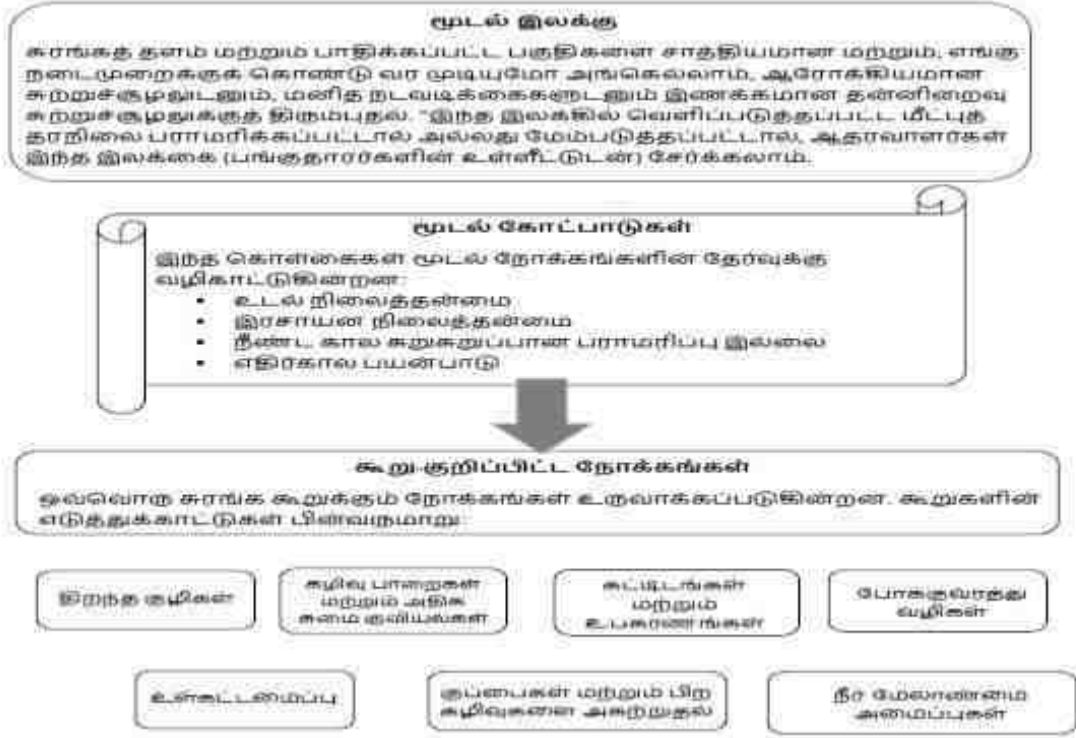 மூடல் இலக்கு
சுரங்கத் தளம் மற்றும் பாதிக்கப்பட்ட பகுதிகளை சாத்தியமான மற்றும், எங்கு
நடைமுறைக்குக் கொண்டு வர முடியுமோ அங்கெல்லாம், ஆரோக்கியமான
சுற்றுச்சூழலுடனும், மனித நடவடிக்கைகளுடனும் இணக்கமான தன்னிறைவு
சுற்றுச்சூழலுக்குத் திரும்புதல். "இந்த இலக்கில் வெளிப்படுத்தப்பட்ட மீட்புத்
தரநிலை பராமரிக்கப்பட்டால் அல்லது மேம்படுத்தப்பட்டால், ஆதரவாளர்கள்
இந்த இலக்கை (பங்குதாரர்களின் உள்ளீட்டுடன்) சேர்க்கலாம்.
மூடல் கோட்பாடுகள்
இந்த கொள்கைகள் மூடல் நோக்கங்களின் தேர்வுக்கு
வழிகாட்டுகின்றன:
• உடல் நிலைத்தன்மை
• இரசாயன நிலைத்தன்மை
• நீண்ட கால சுறுசுறுப்பான பராமரிப்பு இல்லை
• எதிர்கால பயன்பாடு
கூறு-குறிப்பிட்ட நோக்கங்கள்
ஒவ்வொரு சுரங்க கூறுக்கும் நோக்கங்கள் உருவாக்கப்படுகின்றன. கூறுகளின்
எடுத்துக்காட்டுகள் பின்வருமாறு:
திறந்த குழிகள்
கழிவு பாறைகள்
மற்றும் அதிக
சுமை குவியல்கள்
கட்டிடங்கள்
மற்றும்
உபகரணங்கள்
போக்குவரத்து
வழிகள்
உள்கட்டமைப்பு
குப்பைகள் மற்றும் பிற
கழிவுகளை அகற்றுதல்
நீர் மேலாண்மை
அமைப்புகள்